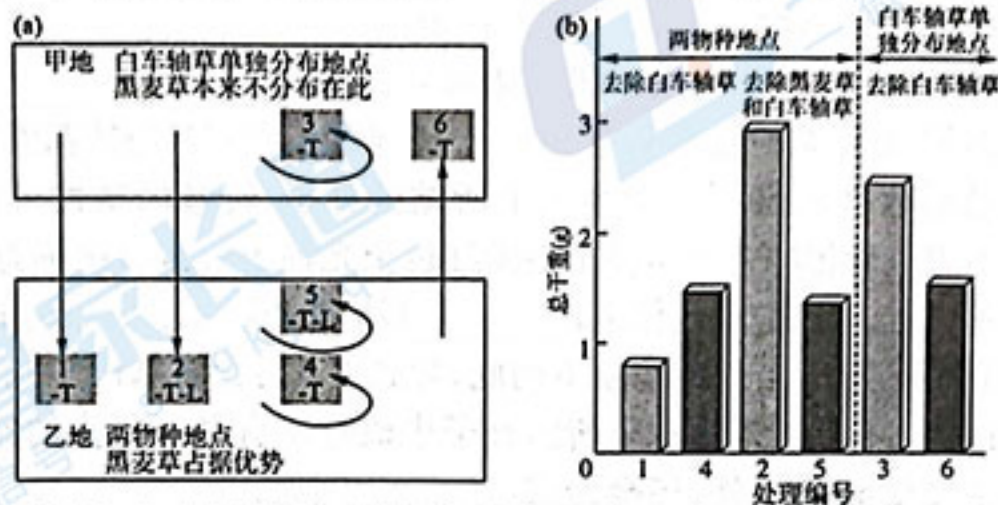 (a)
甲地 白车轴草单独分布地点
黑麦草本来不分布在此
3
-T
6
-T
5
-T-L
-T
2
-T-L
4
-T
乙地 两物种地点
黑麦草占据优势
(b)
两物种地点
白车轴草单
独分布地点
去除白车轴草
去除黑麦草
和白车轴草
去除白车轴草
总干重(g)
3
2
1
0
1 4 2 5 3 6
处理编号